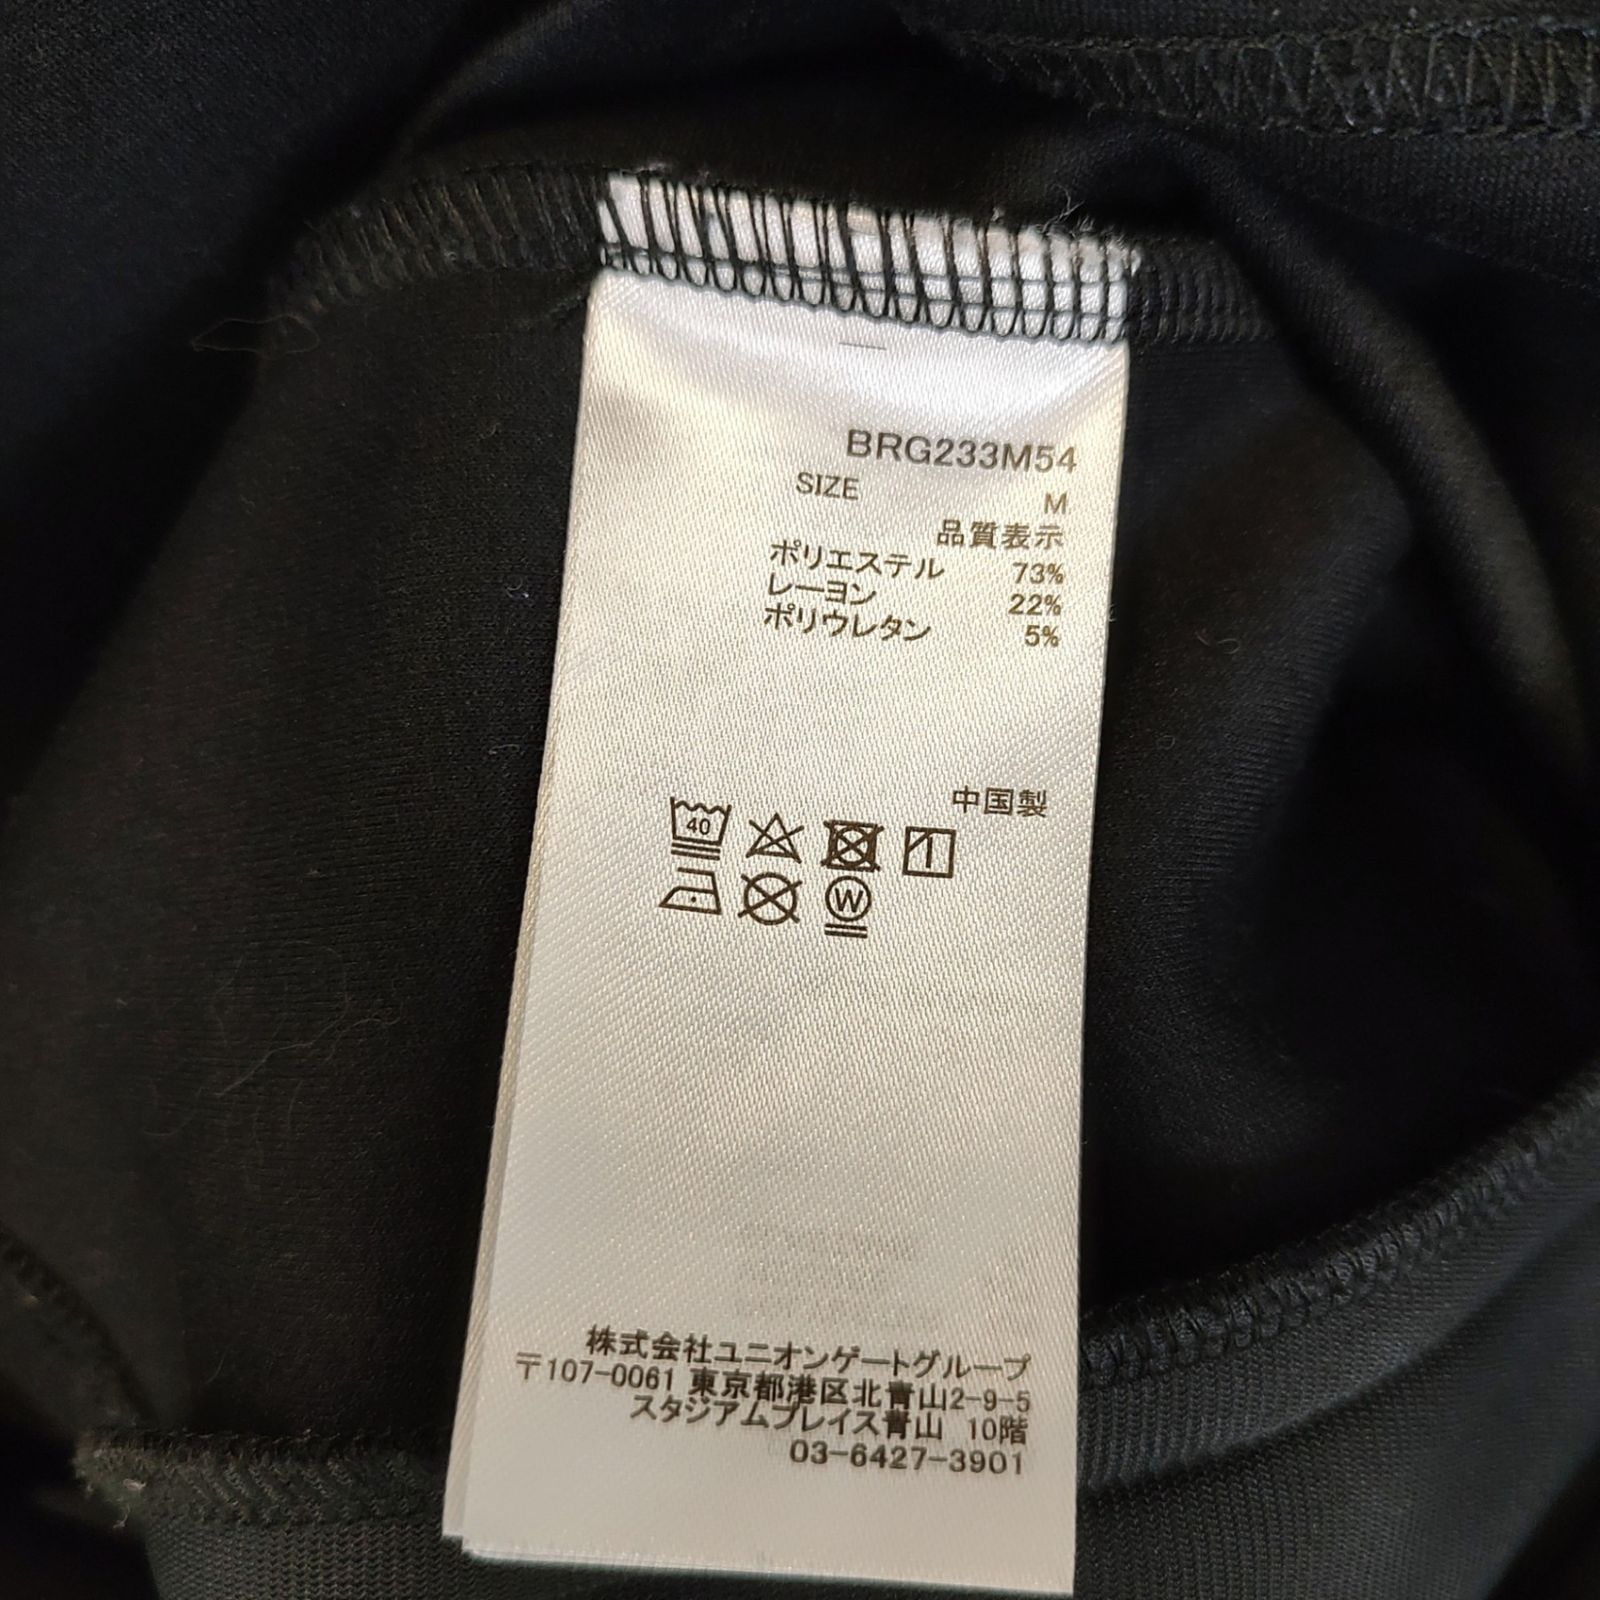 BRG233M54
SIZE M
品質表示
ポリエステル 73%
レーヨン 22%
ポリウレタン 5%
中国製
40
W
株式会社ユニオンゲートグループ
〒107-0061 東京都港区北青山2-9-5
スタジアムプレイス青山 10階
03-6427-3901